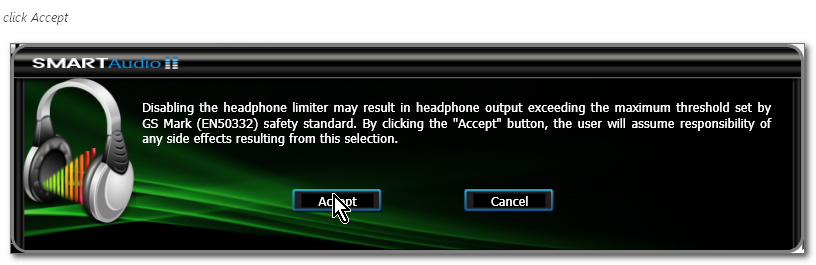 click Accept
SMARTAudio II
Disabling the headphone limiter may result in headphone output exceeding the maximum threshold set by
GS Mark (EN50332) safety standard. By clicking the "Accept" button, the user will assume responsibility of
any side effects resulting from this selection.
Accept Cancel